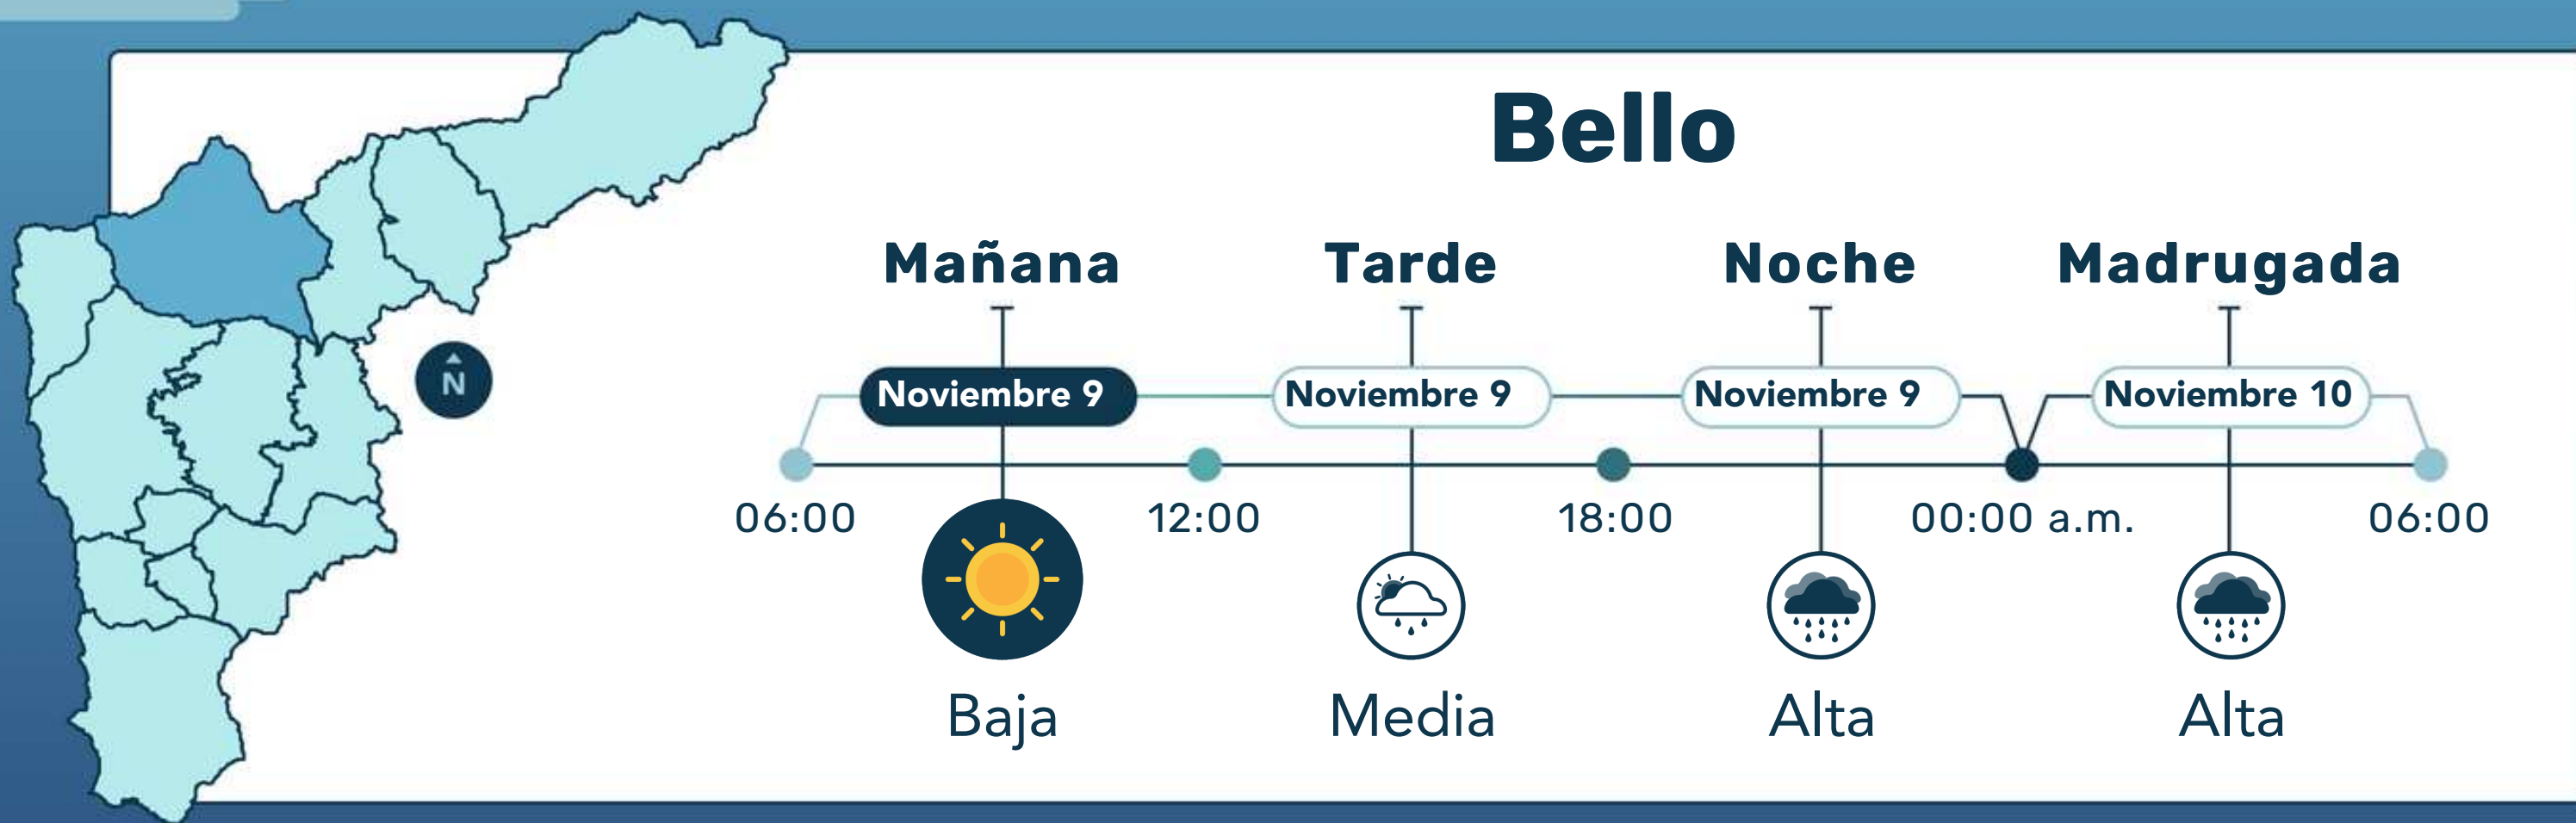 Bello
Mañana Tarde Noche Madrugada
N
Noviembre 9 Noviembre 9 Noviembre 9 Noviembre 10
06:00 12:00 18:00 00:00 a.m. 06:00
Baja Media Alta Alta